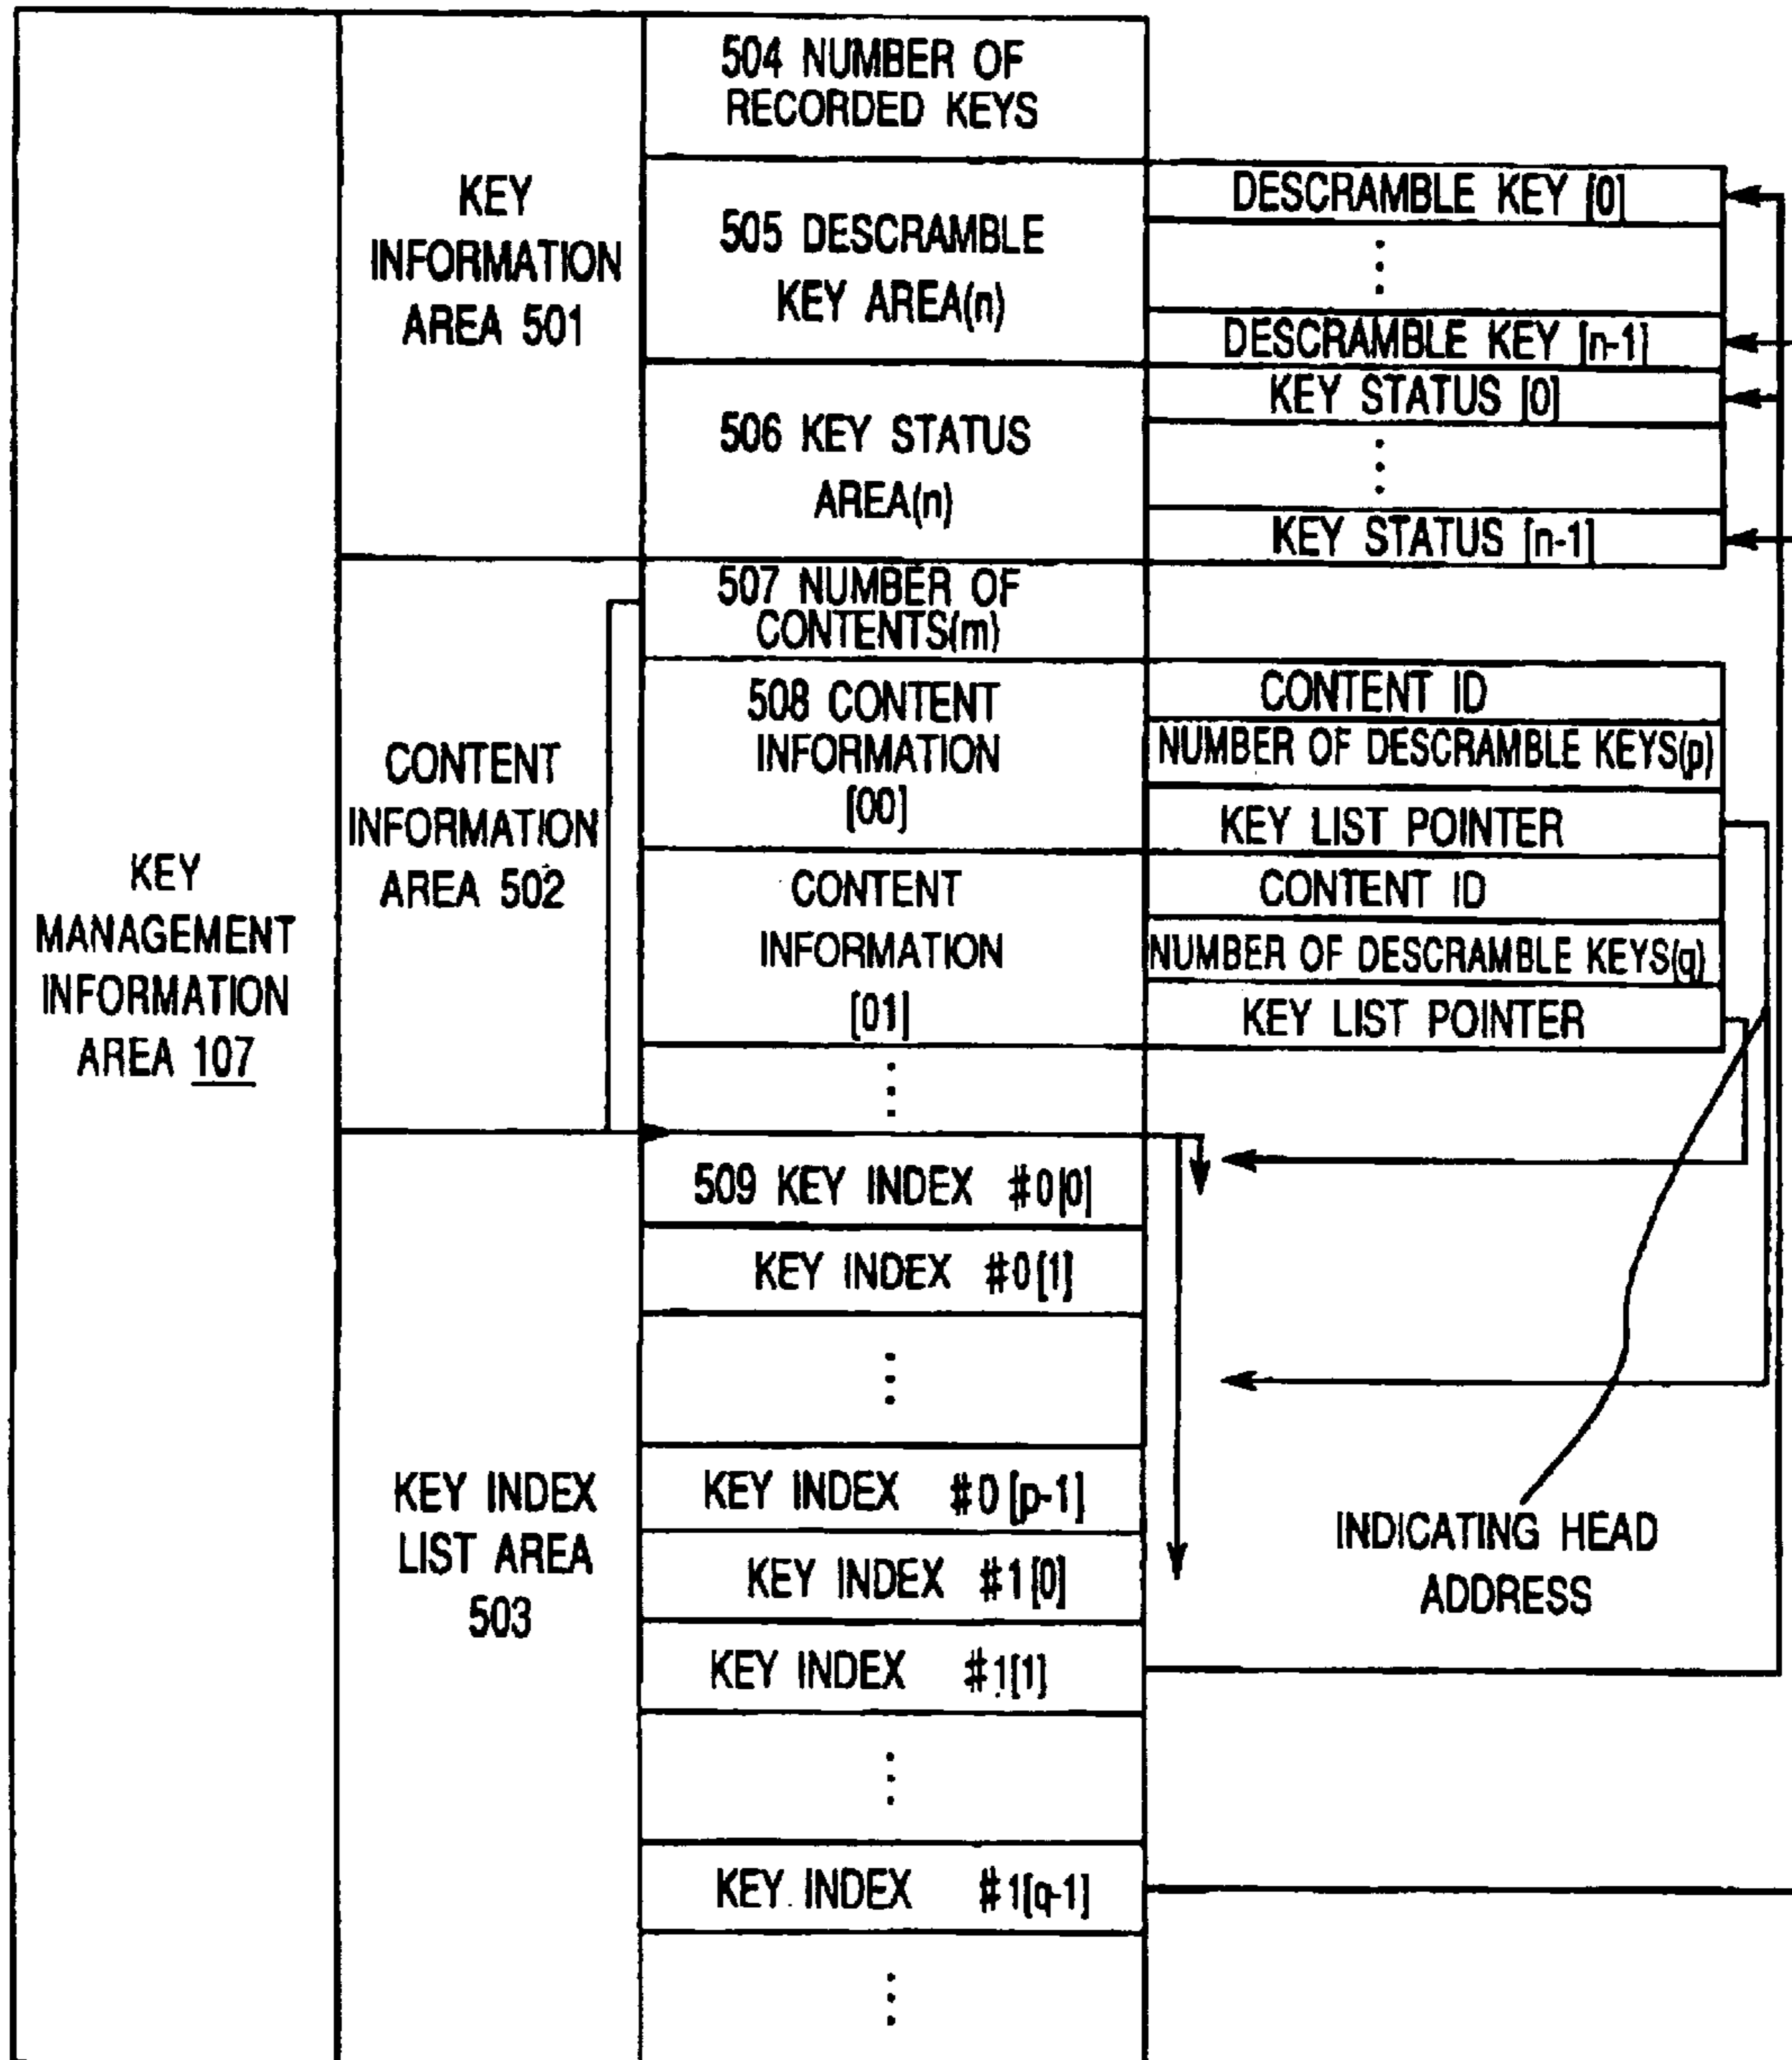 KEY
MANAGEMENT
INFORMATION
AREA 107
KEY
INFORMATION
AREA 501
CONTENT
INFORMATION
AREA 502
KEY INDEX
LIST AREA
503
504 NUMBER OF
RECORDED KEYS
505 DESCRAMBLE
KEY AREA(n)
506 KEY STATUS
AREA(n)
507 NUMBER OF
CONTENTS(m)
508 CONTENT
INFORMATION
[00]
CONTENT
INFORMATION
[01]
509 KEY INDEX #0[0]
KEY INDEX #0[1]
KEY INDEX #0[p-1]
KEY INDEX #1[0]
KEY INDEX #1[1]
KEY INDEX #1[q-1]
DESCRAMBLE KEY [0]
DESCRAMBLE KEY [n-1]
KEY STATUS [0]
KEY STATUS [n-1]
CONTENT ID
NUMBER OF DESCRAMBLE KEYS(p)
KEY LIST POINTER
CONTENT ID
NUMBER OF DESCRAMBLE KEYS(q)
KEY LIST POINTER
INDICATING HEAD
ADDRESS